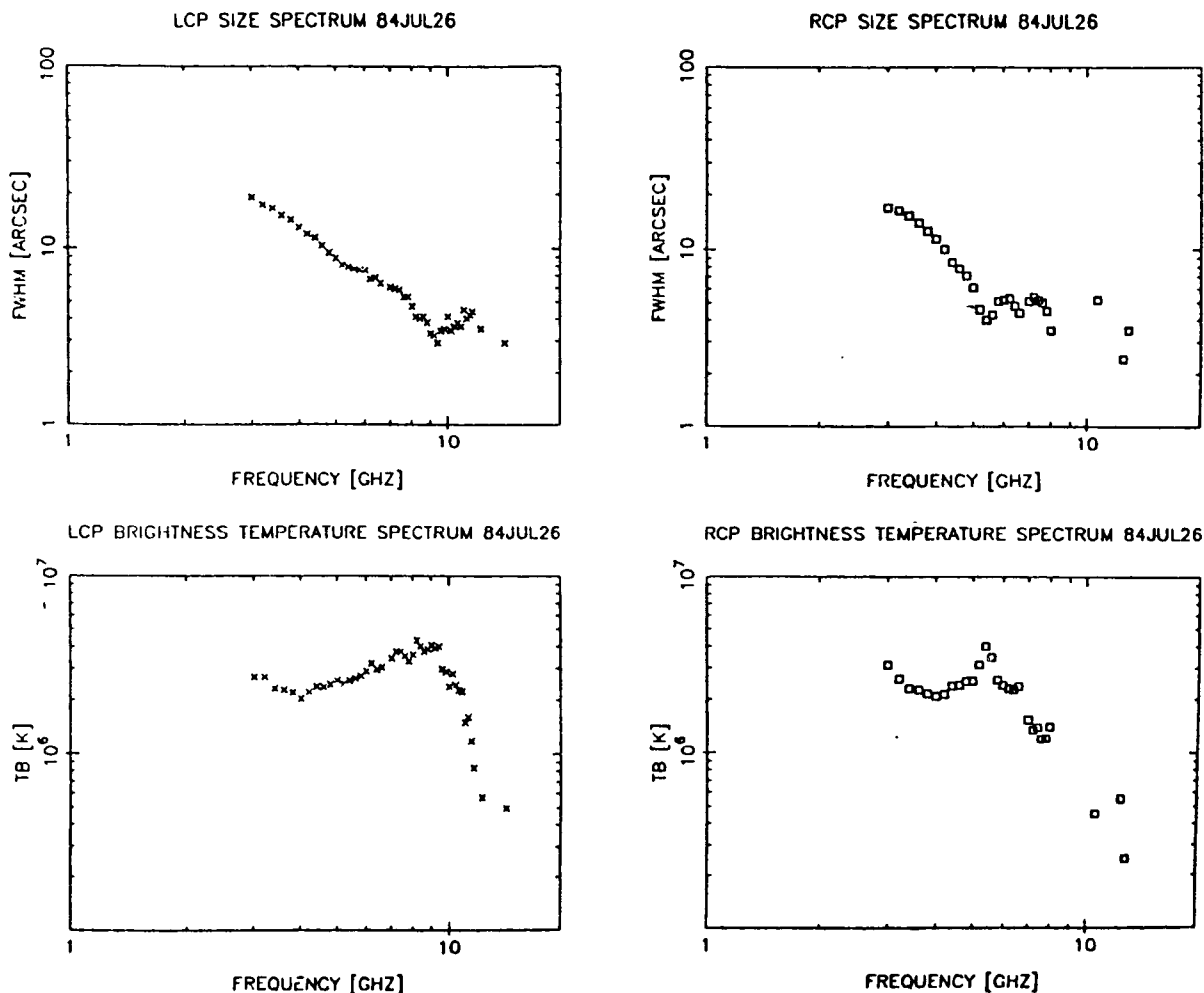 LCP SIZE SPECTRUM 84JUL26
100
10
1
FWHM [ARCSEC]
1
10
FREQUENCY [GHZ]
RCP SIZE SPECTRUM 84JUL26
100
10
1
FWHM [ARCSEC]
1
10
FREQUENCY [GHZ]
LCP BRIGHTNESS TEMPERATURE SPECTRUM 84JUL26
10^7
10^6
TB [K]
1
10
FREQUENCY [GHZ]
RCP BRIGHTNESS TEMPERATURE SPECTRUM 84JUL26
10^7
10^6
TB [K]
1
10
FREQUENCY [GHZ]